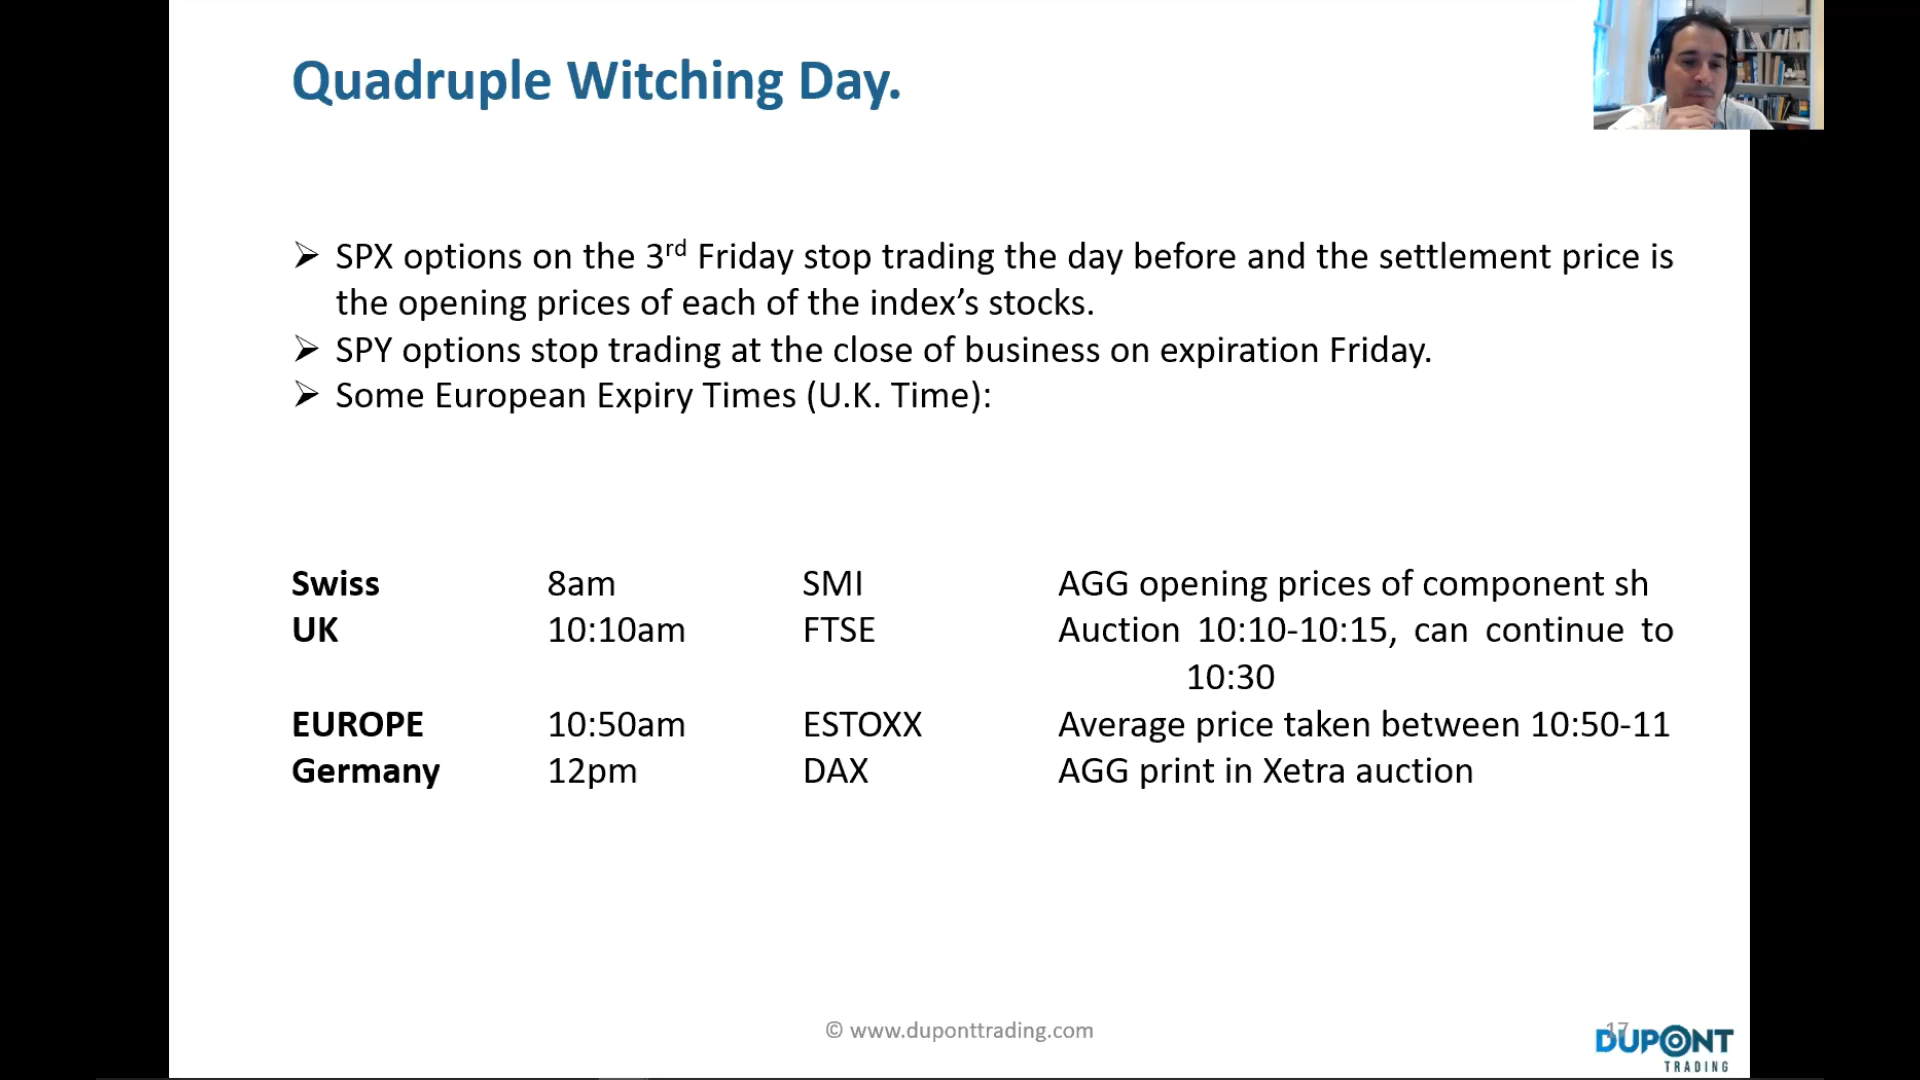 Quadruple Witching Day.
➢ SPX options on the 3rd Friday stop trading the day before and the settlement price is
the opening prices of each of the index’s stocks.
➢ SPY options stop trading at the close of business on expiration Friday.
➢ Some European Expiry Times (U.K. Time):
Swiss 8am SMI AGG opening prices of component sh
UK 10:10am FTSE Auction 10:10-10:15, can continue to
10:30
EUROPE 10:50am ESTOXX Average price taken between 10:50-11
Germany 12pm DAX AGG print in Xetra auction
© www.duponttrading.com
17
DUPONT
TRADING